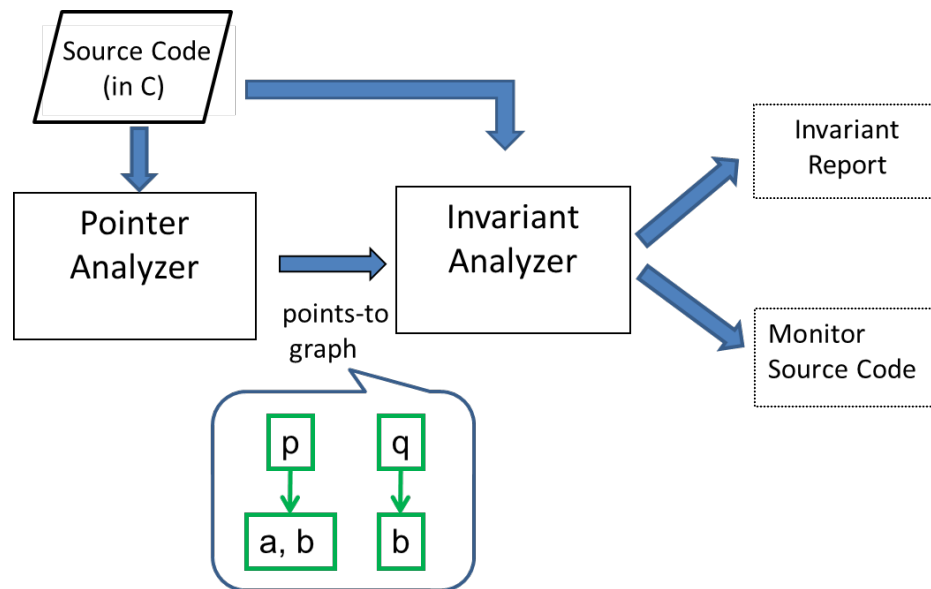 Source Code
(in C)
Invariant
Report
Pointer
Analyzer
Invariant
Analyzer
points-to
graph
Monitor
Source Code
p
q
a, b
b